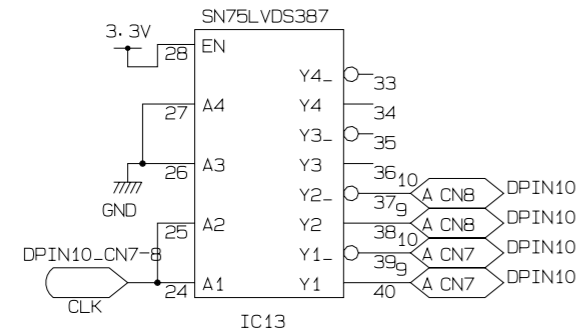 SN75LVDS387
3.3V
28 EN
Y4_ 33
27 A4 Y4 34
Y3_ 35
26 A3 Y3 36
GND
Y2_ 37 10 A CN8 DPIN10
25 A2 Y2 38 9 A CN8 DPIN10
DPIN10_CN7-8
Y1_ 39 10 A CN7 DPIN10
24 A1 Y1 40 9 A CN7 DPIN10
CLK
IC13